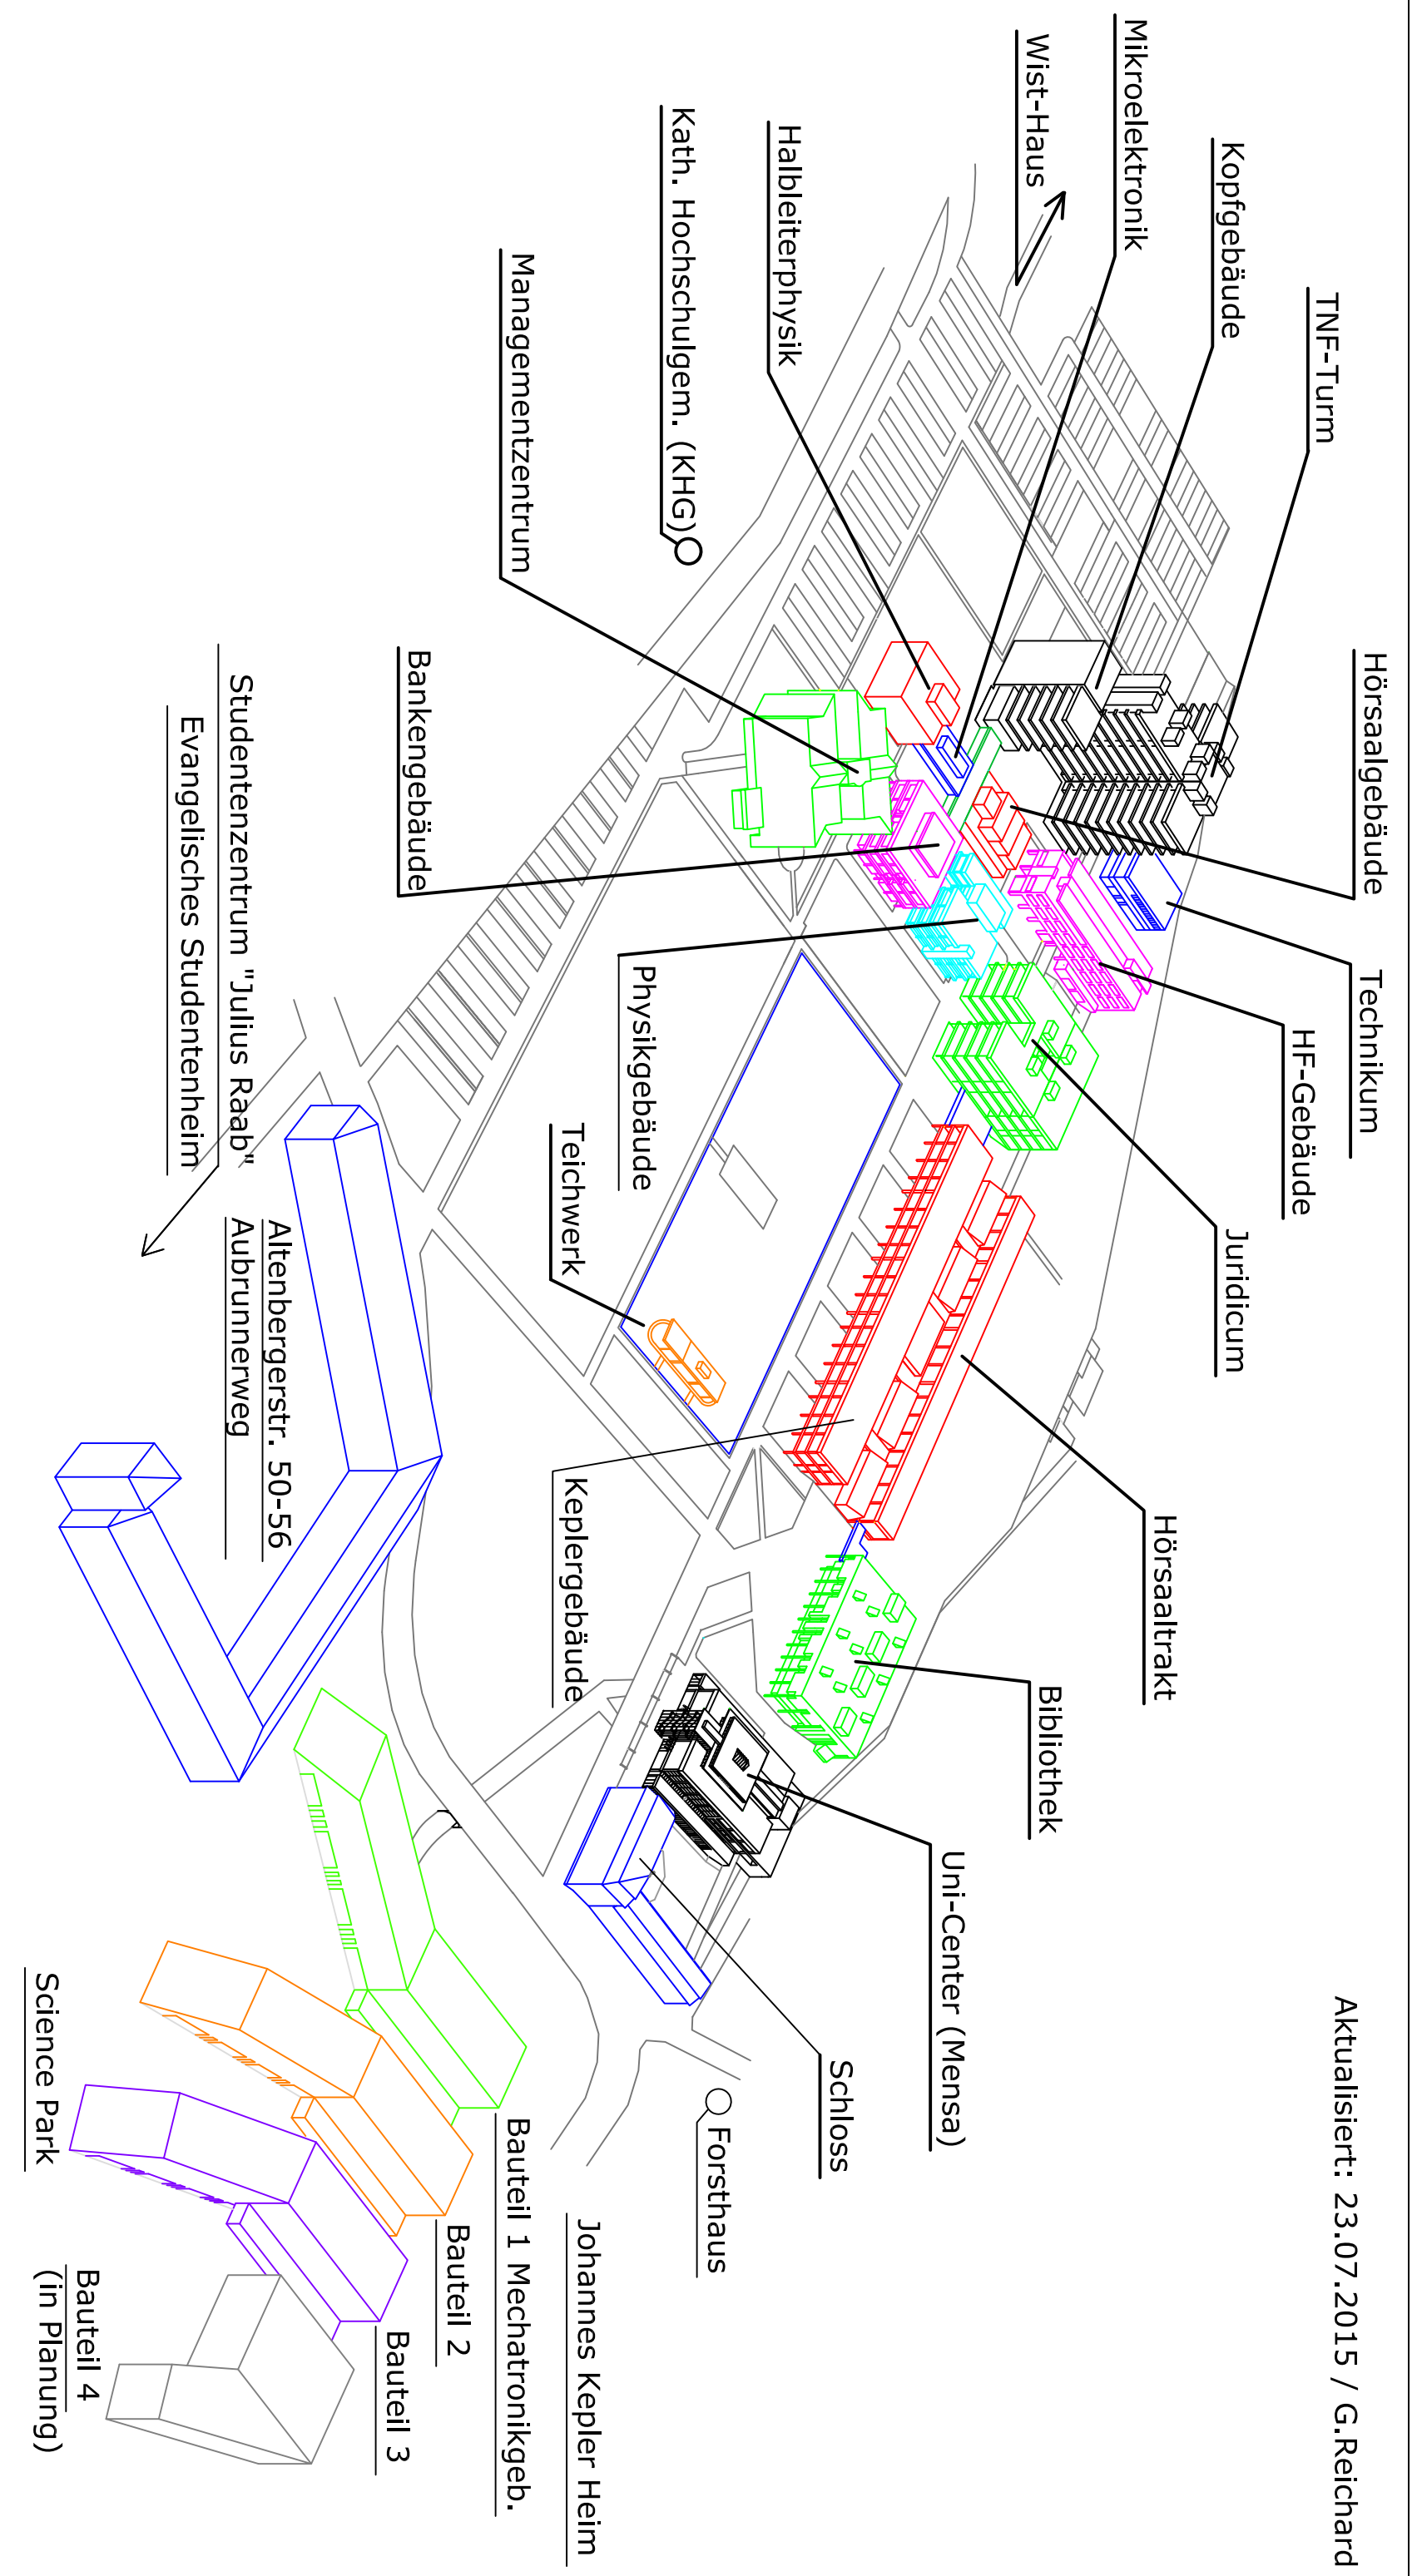 Aktualisiert: 23.07.2015 / G.Reichard
Hörsaalgebäude
Technikum
TNF-Turm
HF-Gebäude
Kopfgebäude
Juridicum
Mikroelektronik
Hörsaaltrakt
Wist-Haus
Bibliothek
Uni-Center (Mensa)
Halbleiterphysik
Schloss
Kath. Hochschulgem. (KHG)
Forsthaus
Physikgebäude
Teichwerk
Keplergebäude
Johannes Kepler Heim
Managementzentrum
Bauteil 1 Mechatronikgeb.
Bankengebäude
Bauteil 2
Bauteil 3
Altenbergerstr. 50-56
Aubrunnerweg
Studentenzentrum "Julius Raab"
Evangelisches Studentenheim
Bauteil 4
(in Planung)
Science Park